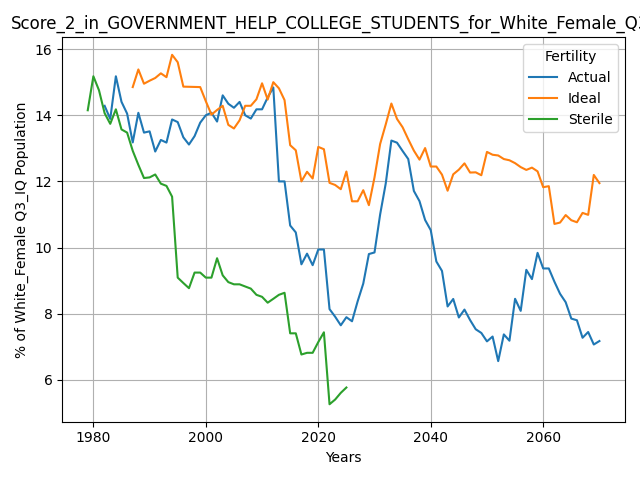 Score_2_in_GOVERNMENT_HELP_COLLEGE_STUDENTS_for_White_Female_Q3
Fertility
Actual
Ideal
Sterile
% of White_Female Q3_IQ Population
16
14
12
10
8
6
1980 2000 2020 2040 2060
Years